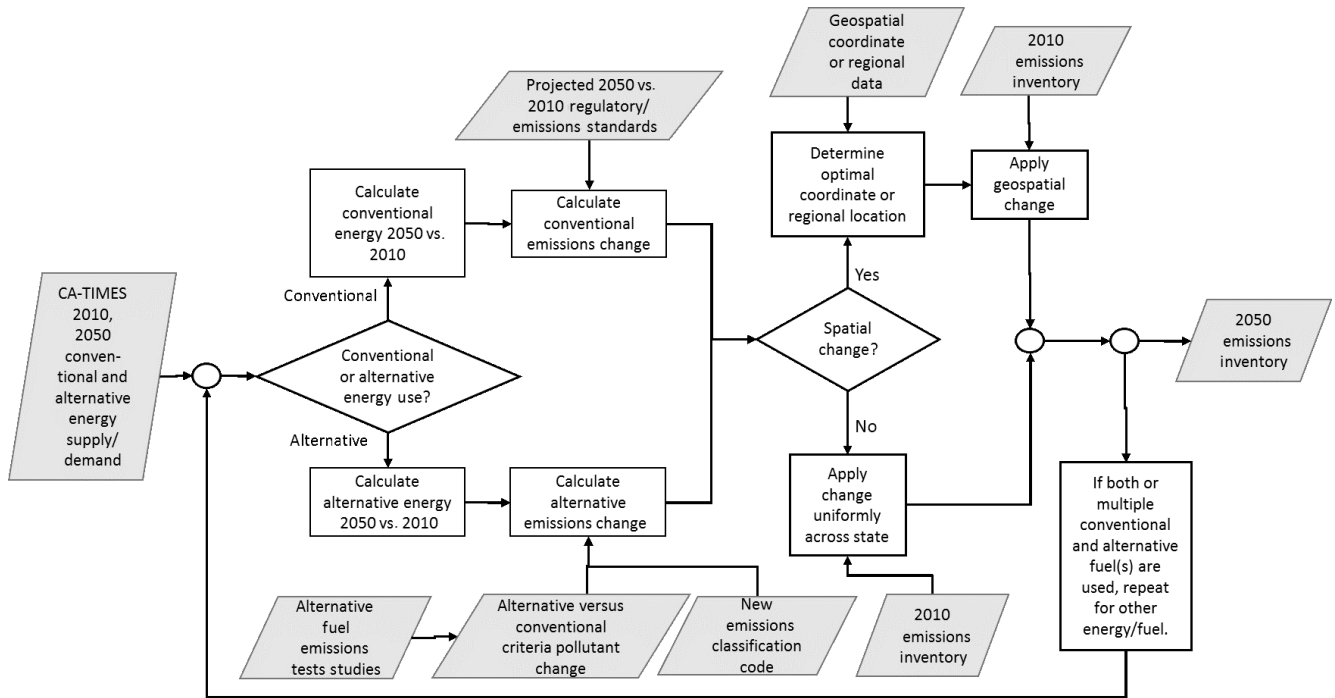 Geospatial
coordinate
or regional
data
2010
emissions
inventory
Projected 2050 vs.
2010 regulatory/
emissions standards
Determine
optimal
coordinate or
regional location
Apply
geospatial
change
Calculate
conventional
energy 2050 vs.
2010
Calculate
conventional
emissions change
Yes
Conventional
CA-TIMES
2010,
2050
conven-
tional and
alternative
energy
supply/
demand
Conventional
or alternative
energy use?
Spatial
change?
2050
emissions
inventory
Alternative
No
Calculate
alternative energy
2050 vs. 2010
Calculate
alternative
emissions change
Apply
change
uniformly
across state
If both or
multiple
conventional
and alternative
fuel(s) are
used, repeat
for other
energy/fuel.
Alternative
fuel
emissions
tests studies
Alternative versus
conventional
criteria pollutant
change
New
emissions
classification
code
2010
emissions
inventory